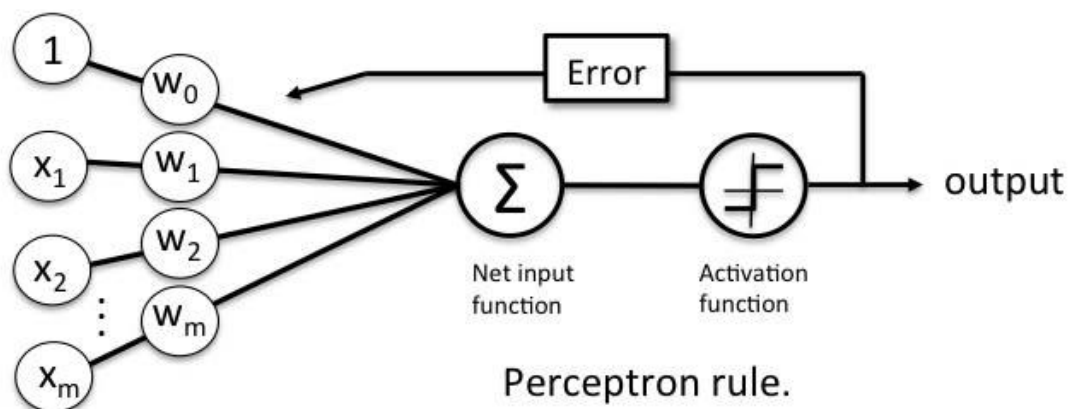 1
w0
Error
x1
w1
Σ
output
x2
w2
Net input
function
Activation
function
⋮
wm
xm
Perceptron rule.